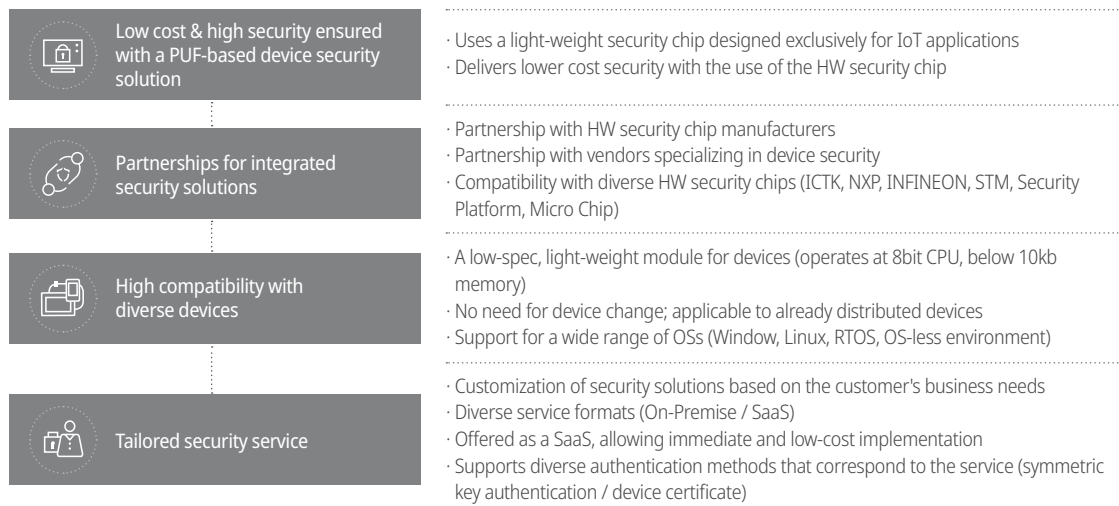 Low cost & high security ensured
with a PUF-based device security
solution
· Uses a light-weight security chip designed exclusively for IoT applications
· Delivers lower cost security with the use of the HW security chip
Partnerships for integrated
security solutions
· Partnership with HW security chip manufacturers
· Partnership with vendors specializing in device security
· Compatibility with diverse HW security chips (ICTK, NXP, INFINEON, STM, Security
Platform, Micro Chip)
High compatibility with
diverse devices
· A low-spec, light-weight module for devices (operates at 8bit CPU, below 10kb
memory)
· No need for device change; applicable to already distributed devices
· Support for a wide range of OSs (Window, Linux, RTOS, OS-less environment)
Tailored security service
· Customization of security solutions based on the customer's business needs
· Diverse service formats (On-Premise / SaaS)
· Offered as a SaaS, allowing immediate and low-cost implementation
· Supports diverse authentication methods that correspond to the service (symmetric
key authentication / device certificate)